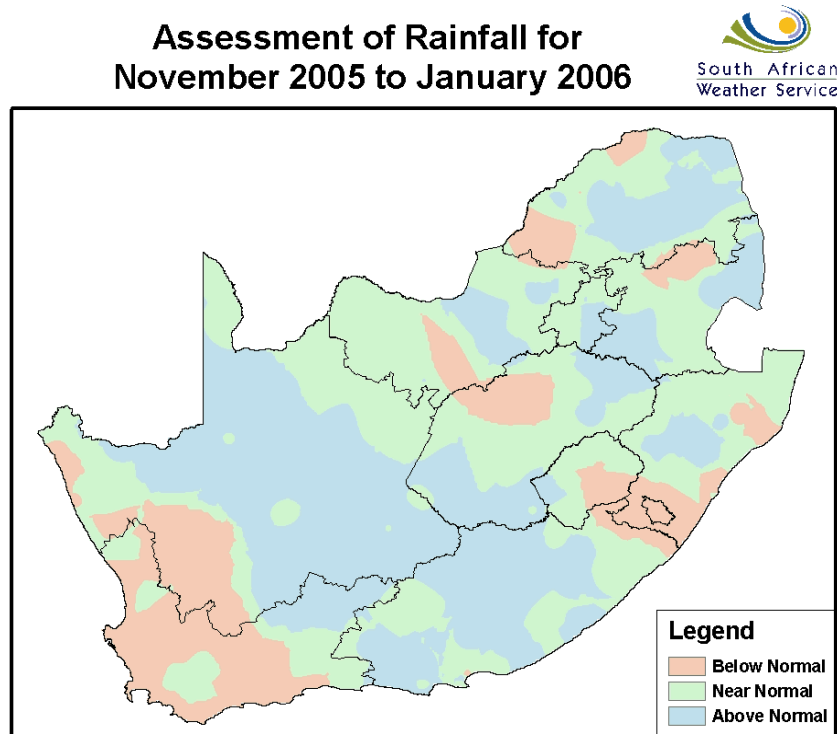 Assessment of Rainfall for
November 2005 to January 2006
South African
Weather Service
Legend
Below Normal
Near Normal
Above Normal